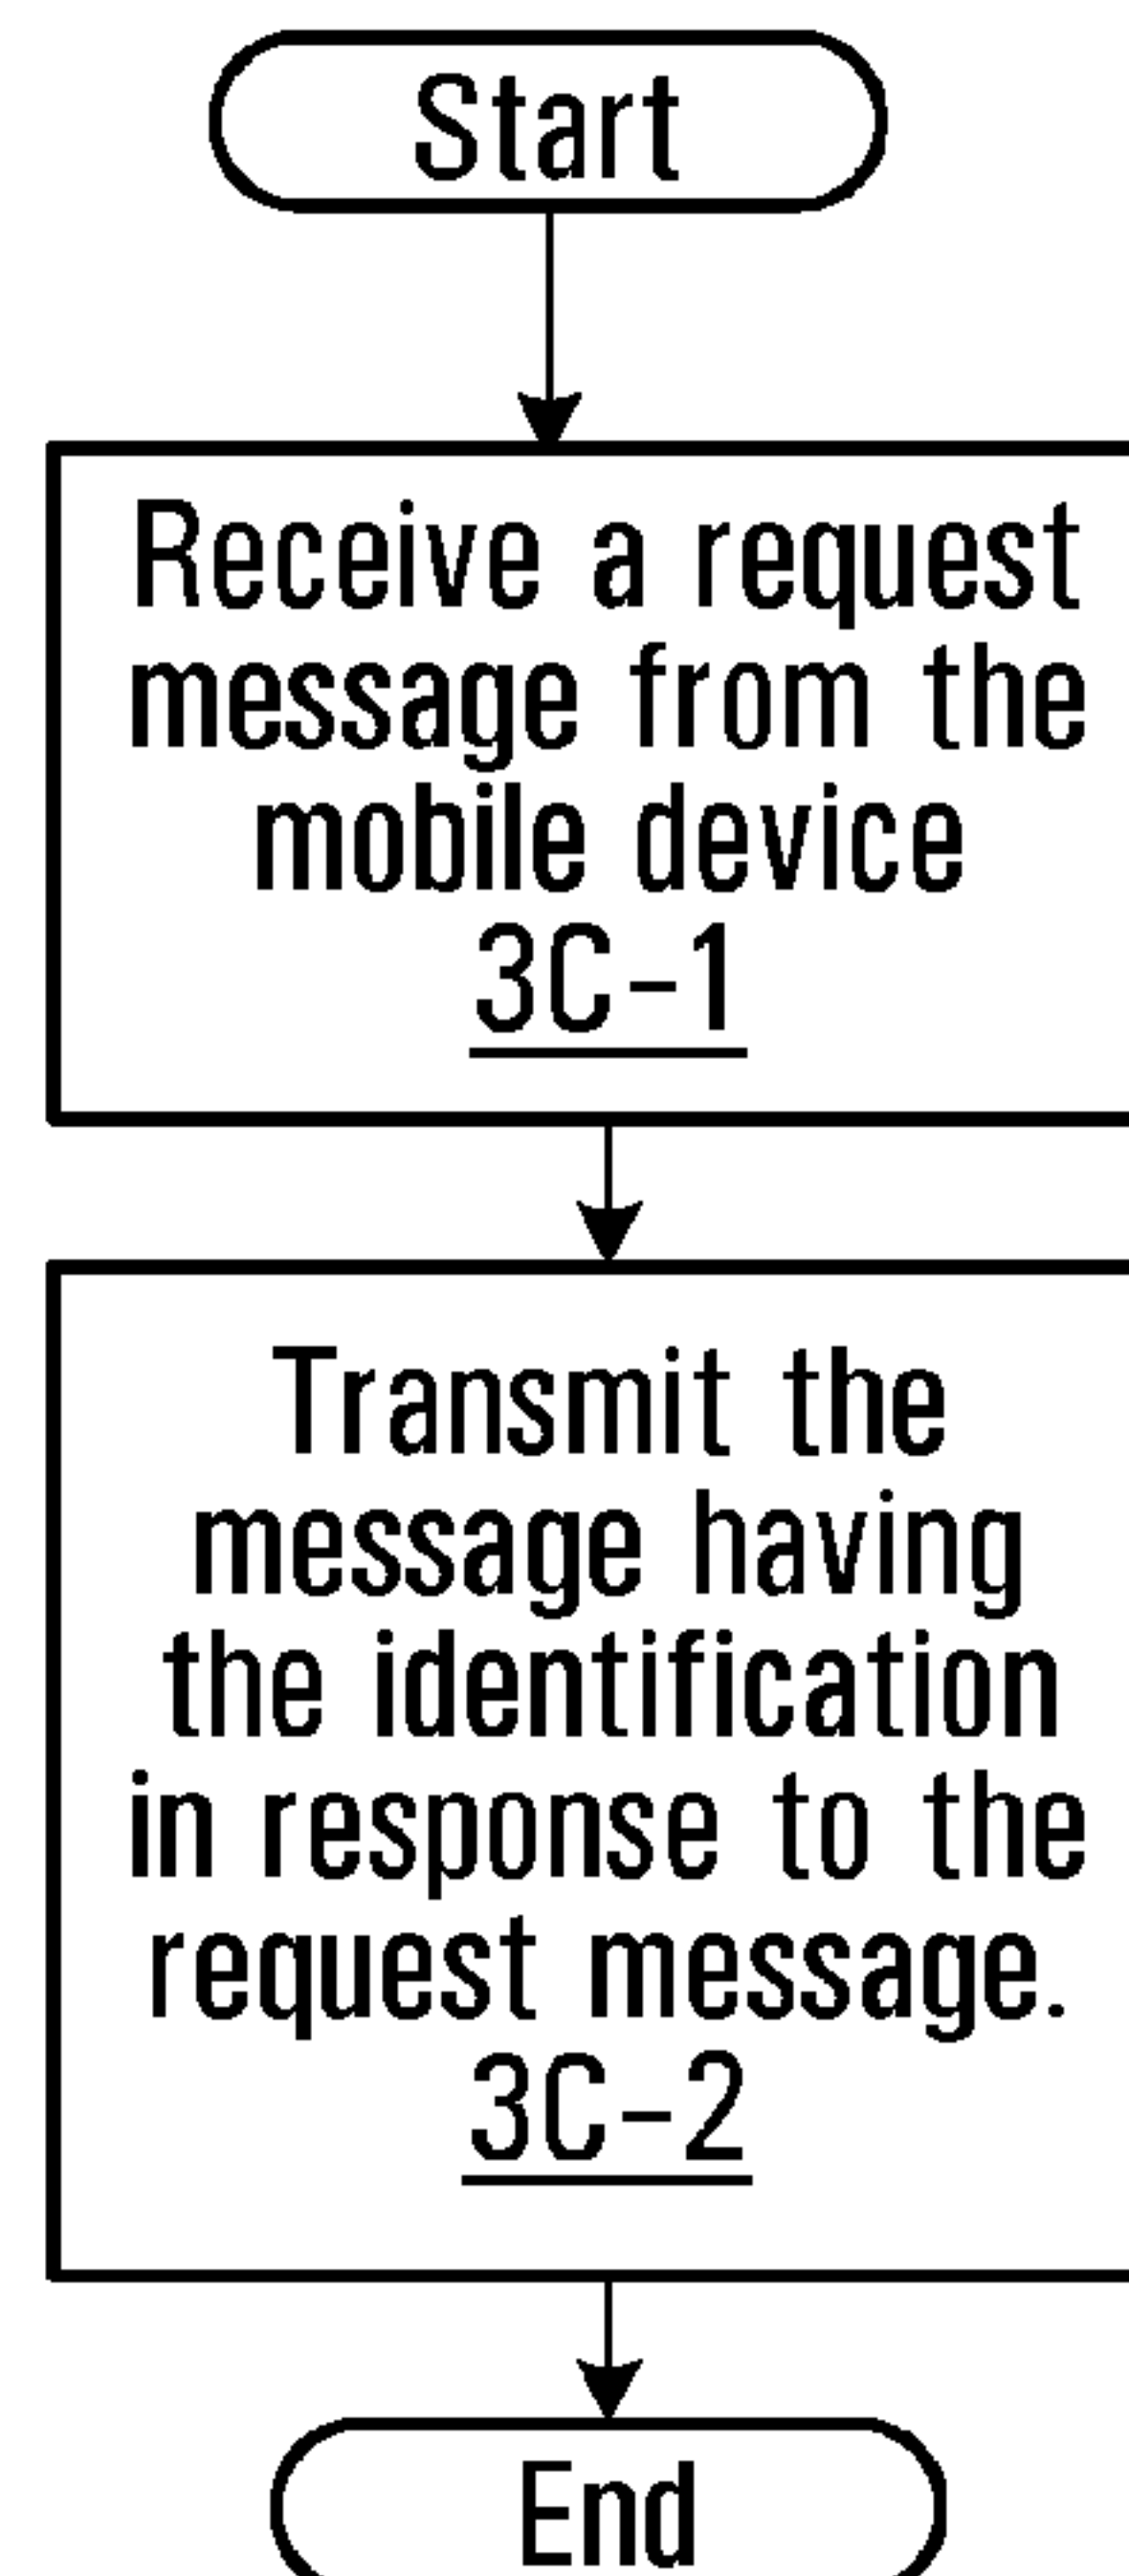 Start
Receive a request
message from the
mobile device
3C-1
Transmit the
message having
the identification
in response to the
request message.
3C-2
End